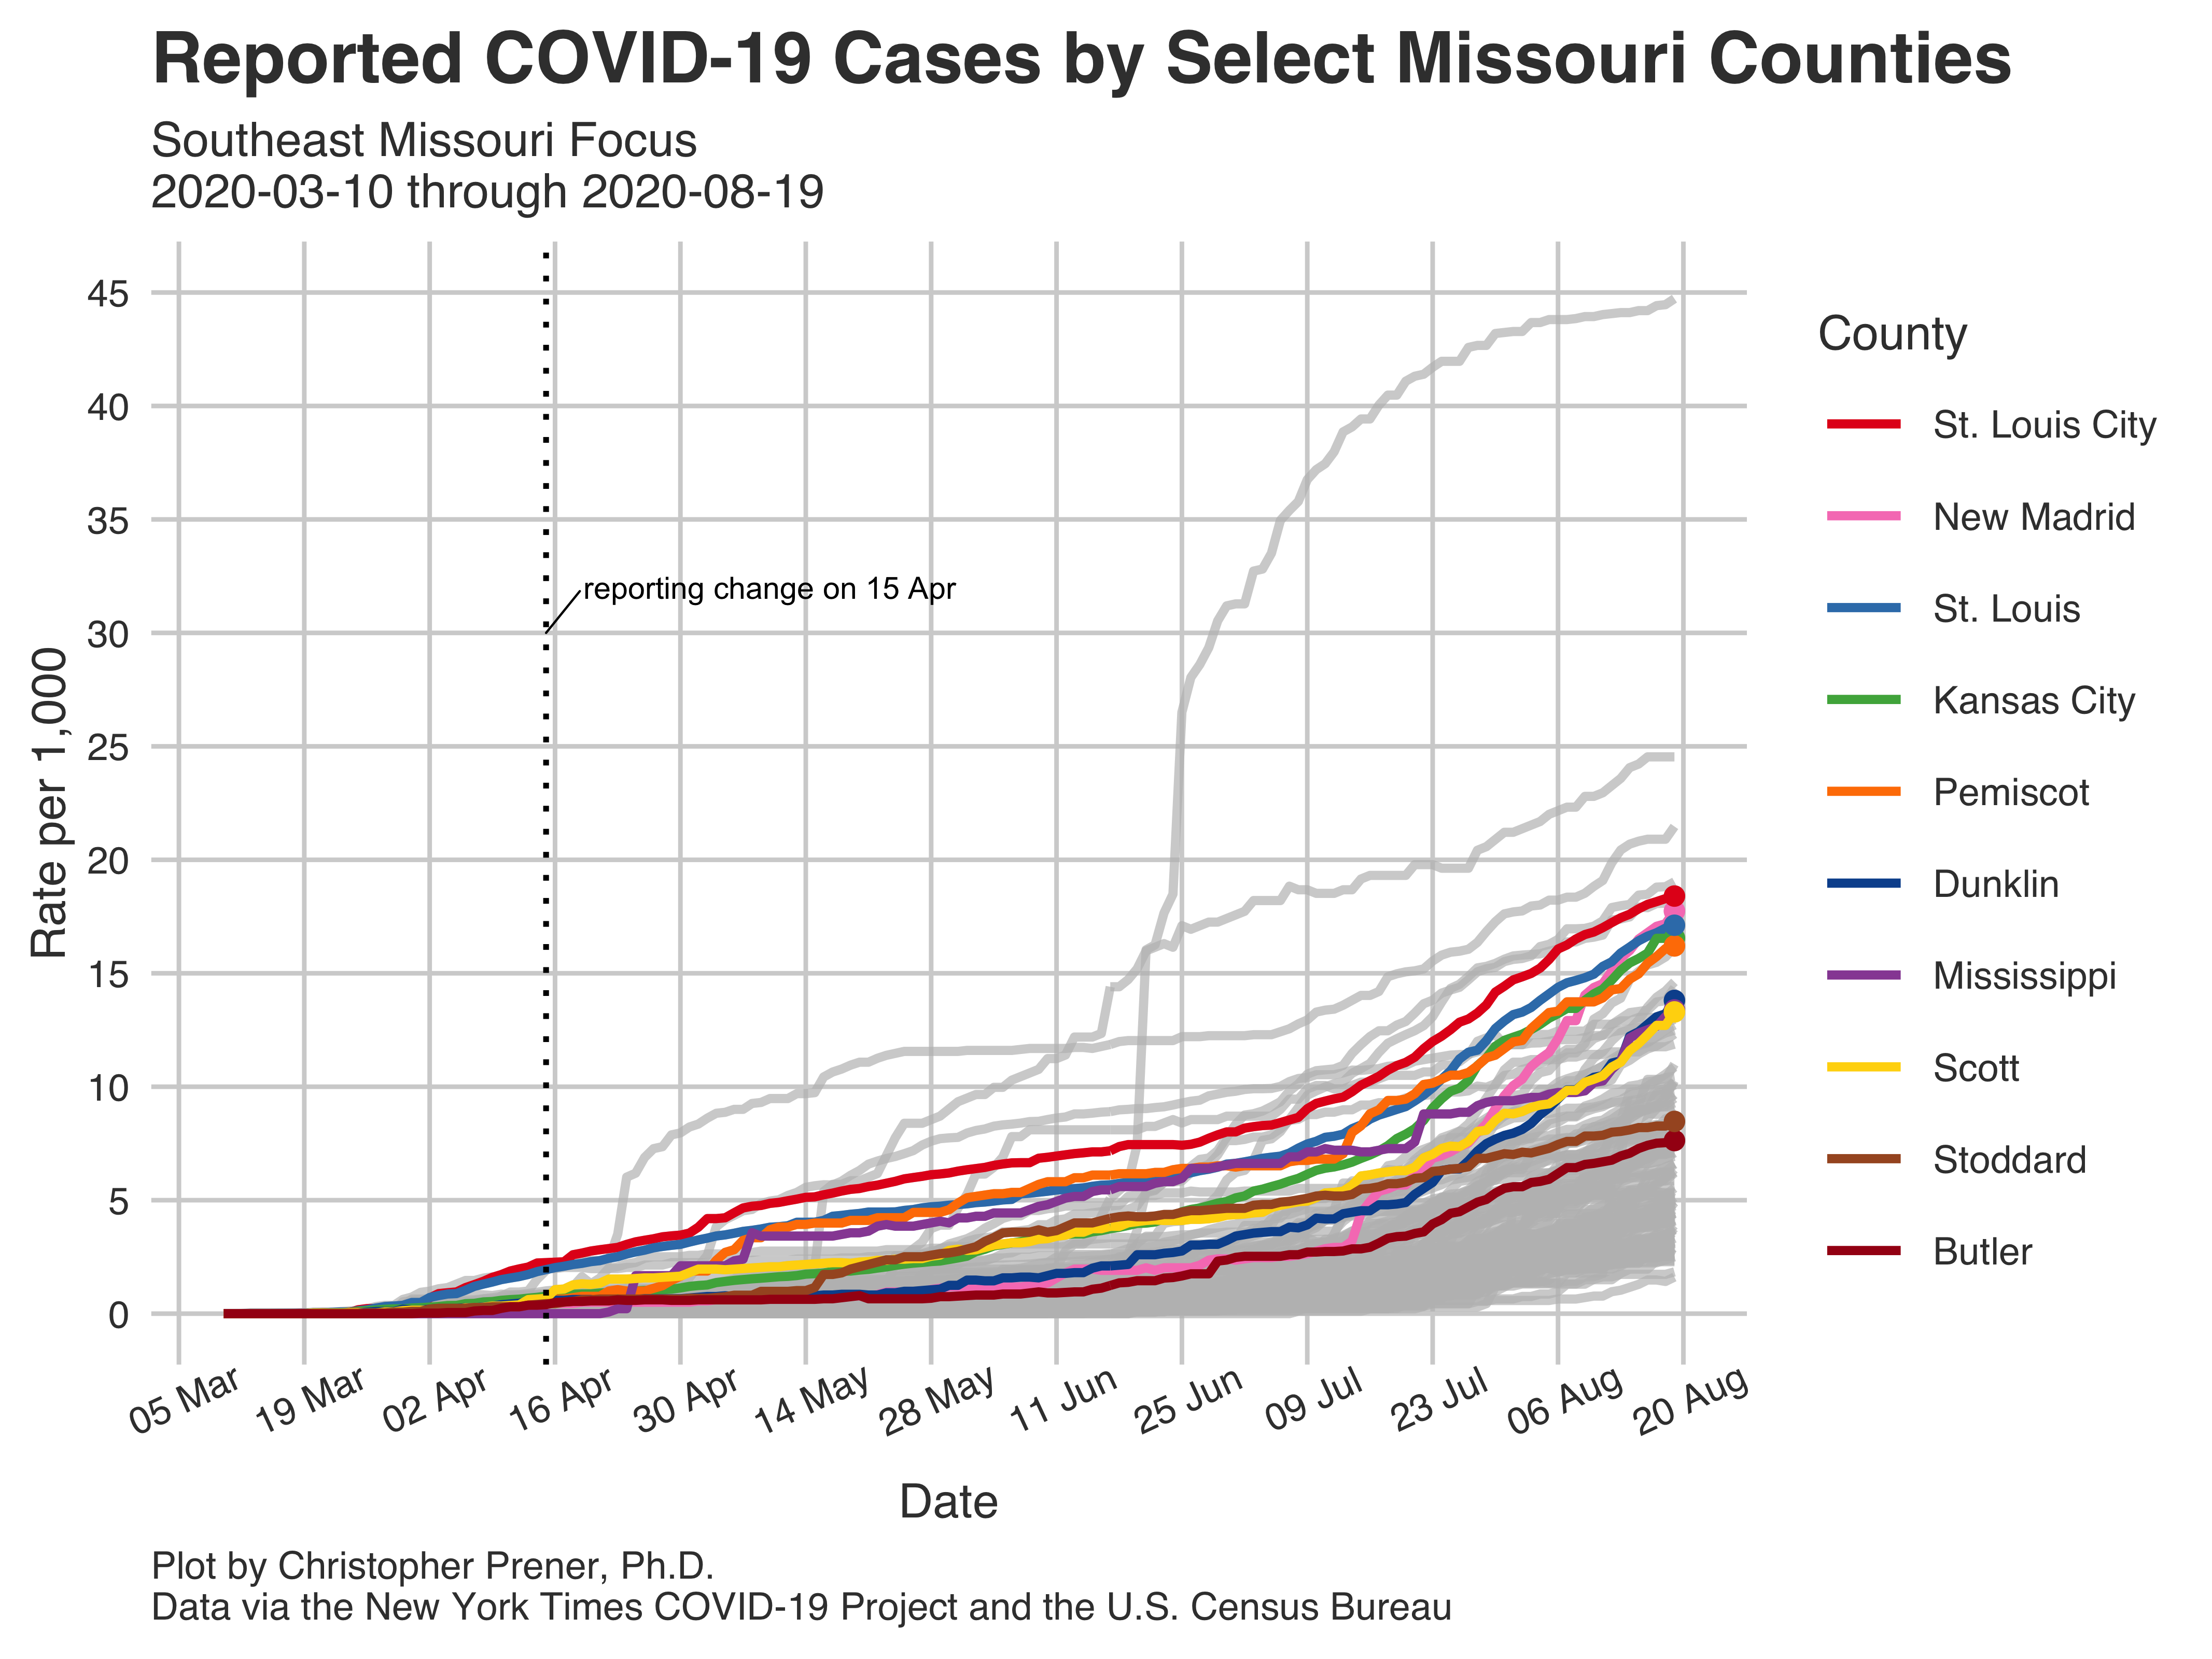 Reported COVID-19 Cases by Select Missouri Counties
Southeast Missouri Focus
2020-03-10 through 2020-08-19
45
40
35
30
25
20
15
10
5
0
Rate per 1,000
reporting change on 15 Apr
05 Mar
19 Mar
02 Apr
16 Apr
30 Apr
14 May
28 May
11 Jun
25 Jun
09 Jul
23 Jul
06 Aug
20 Aug
Date
County
St. Louis City
New Madrid
St. Louis
Kansas City
Pemiscot
Dunklin
Mississippi
Scott
Stoddard
Butler
Plot by Christopher Prener, Ph.D.
Data via the New York Times COVID-19 Project and the U.S. Census Bureau